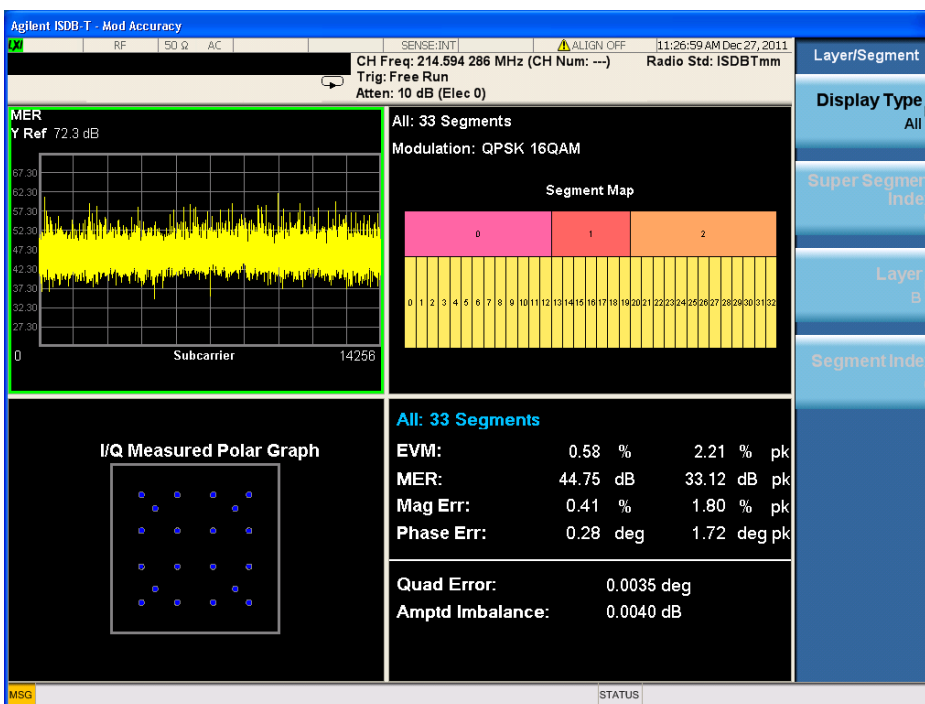 Agilent ISDB-T - Mod Accuracy
LXI RF 50 Ω AC SENSE:INT ALIGN OFF 11:26:59 AM Dec 27, 2011
CH Freq: 214.594 286 MHz (CH Num: ---) Radio Std: ISDBTmm
Trig: Free Run
Atten: 10 dB (Elec 0)
Layer/Segment
Display Type
All
Super Segmen
Inde
Layer
B
Segment Inde
MER
Y Ref 72.3 dB
67.30
62.30
57.30
52.30
47.30
42.30
37.30
32.30
27.30
0 Subcarrier 14256
All: 33 Segments
Modulation: QPSK 16QAM
Segment Map
0 1 2
0 1 2 3 4 5 6 7 8 9 10 11 12 13 14 15 16 17 18 19 20 21 22 23 24 25 26 27 28 29 30 31 32
I/Q Measured Polar Graph
All: 33 Segments
EVM: 0.58 % 2.21 % pk
MER: 44.75 dB 33.12 dB pk
Mag Err: 0.41 % 1.80 % pk
Phase Err: 0.28 deg 1.72 deg pk
Quad Error: 0.0035 deg
Amptd Imbalance: 0.0040 dB
MSG STATUS